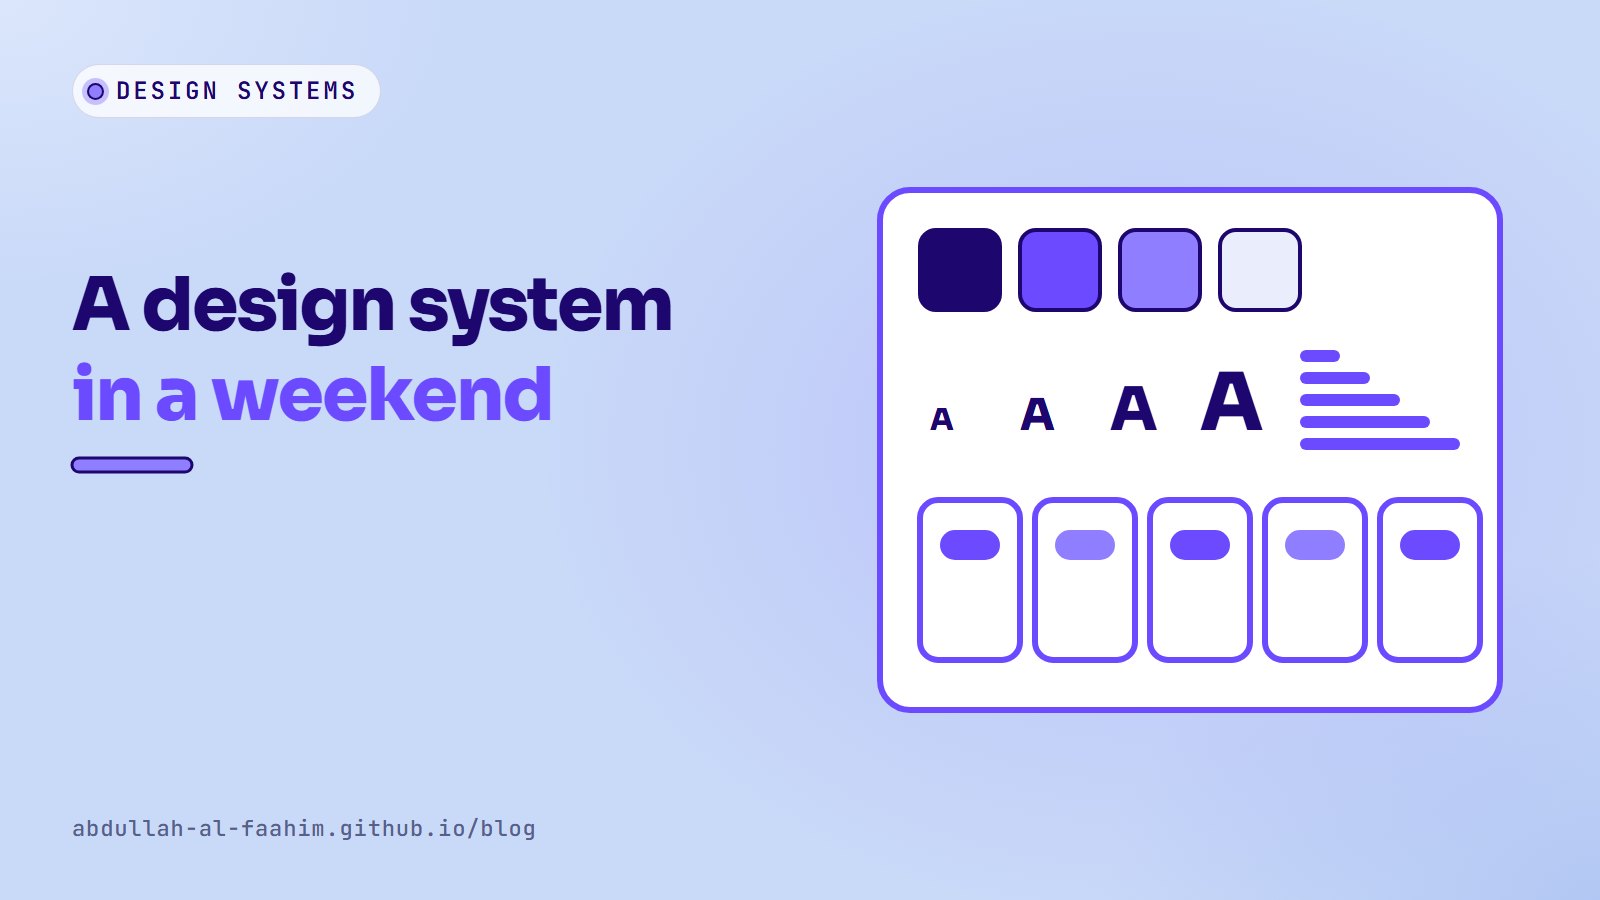 DESIGN SYSTEMS
A design system
in a weekend
A A A A
abdullah-al-faahim.github.io/blog